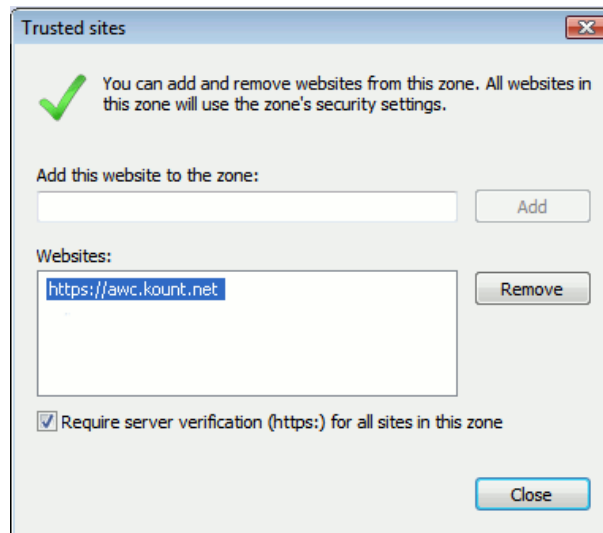 Trusted sites
You can add and remove websites from this zone. All websites in
this zone will use the zone's security settings.
Add this website to the zone:
Add
Websites:
https://awc.kount.net
Remove
Require server verification (https:) for all sites in this zone
Close